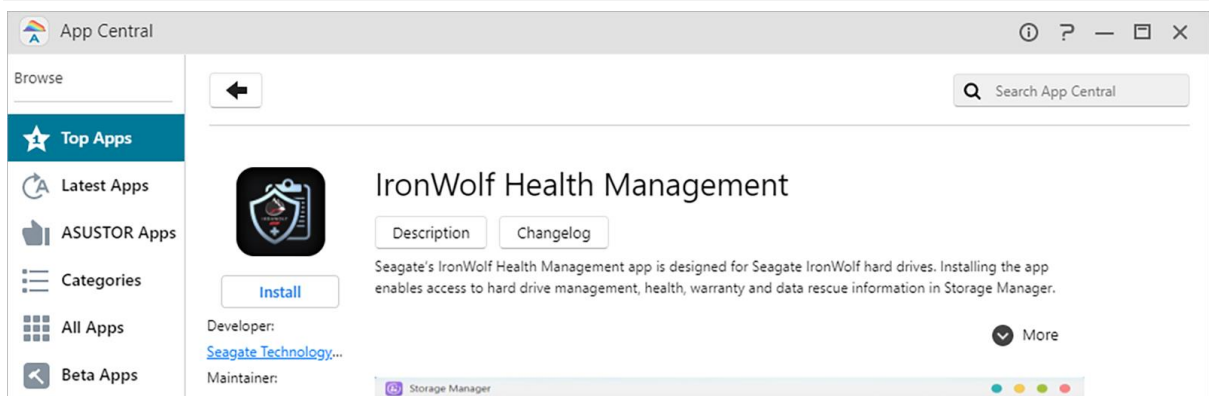 App Central
Browse
Search App Central
Top Apps
Latest Apps
ASUSTOR Apps
Categories
All Apps
Beta Apps
IRONWOLF
Install
Developer:
Seagate Technology...
Maintainer:
IronWolf Health Management
Description
Changelog
Seagate's IronWolf Health Management app is designed for Seagate IronWolf hard drives. Installing the app
enables access to hard drive management, health, warranty and data rescue information in Storage Manager.
More
Storage Manager